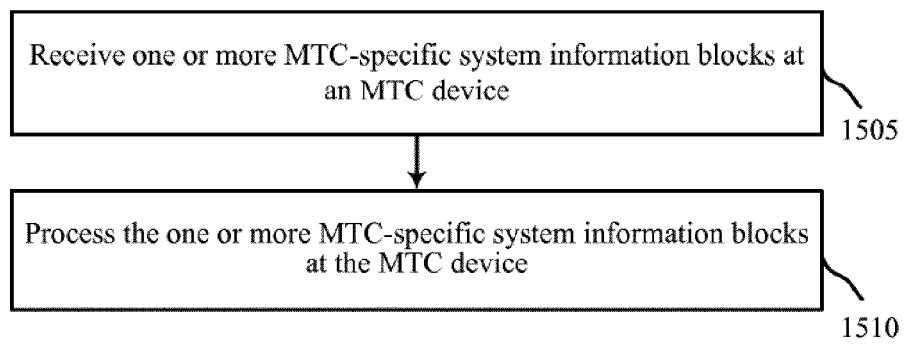 Receive one or more MTC-specific system information blocks at
an MTC device
1505
Process the one or more MTC-specific system information blocks
at the MTC device
1510